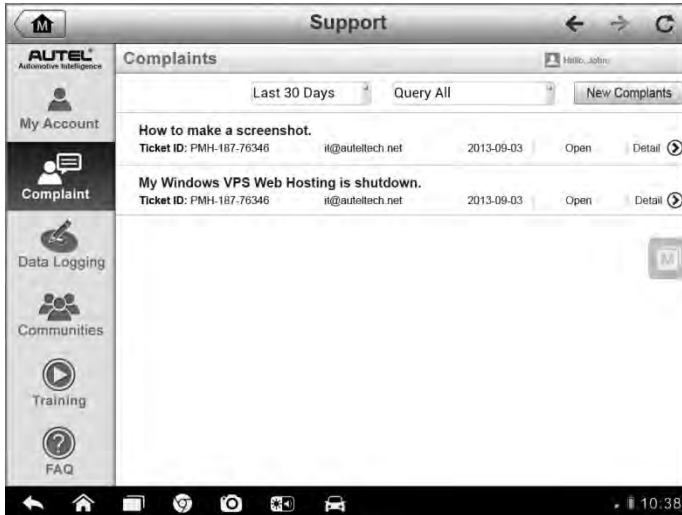 Support
AUTEL
Automotive Intelligence
Complaints
Hello, John
Last 30 Days
Query All
New Complants
My Account
How to make a screenshot.
Ticket ID: PMH-187-76346 it@auteltech.net 2013-09-03 Open Detail
Complaint
My Windows VPS Web Hosting is shutdown.
Ticket ID: PMH-187-76346 it@auteltech.net 2013-09-03 Open Detail
Data Logging
M
Communities
Training
FAQ
10:38